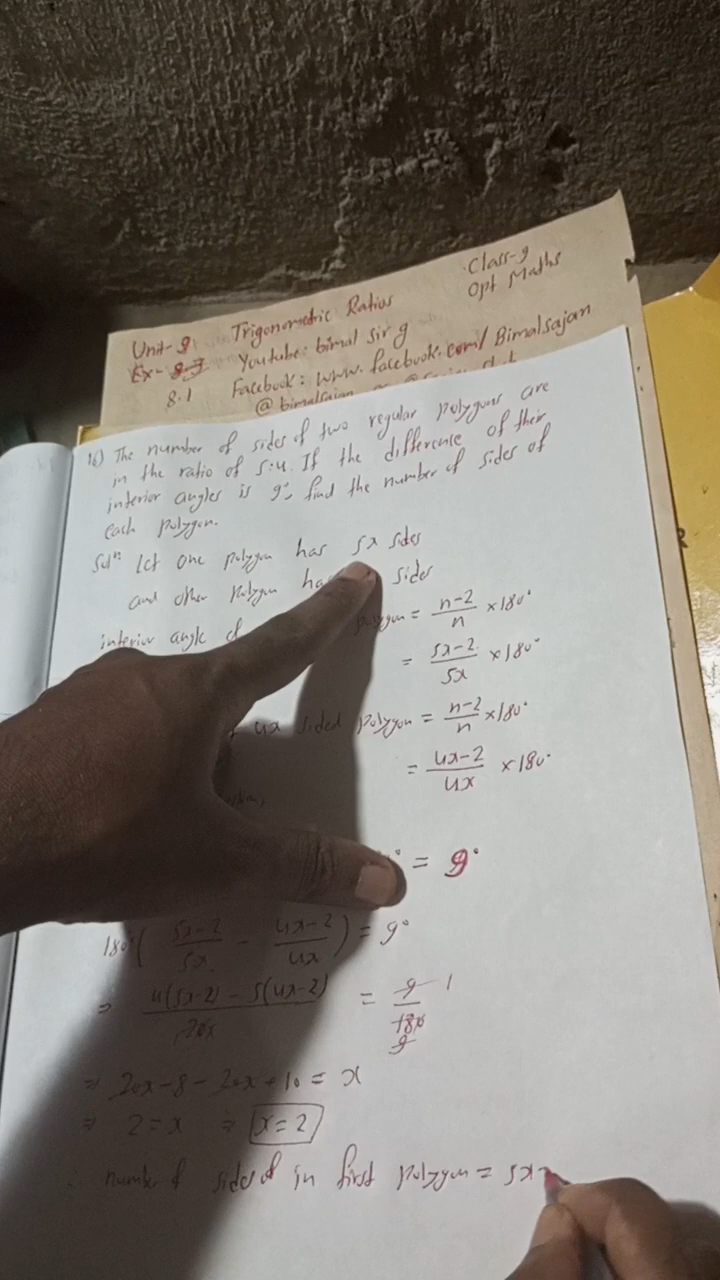 Unit-9 Trigonometric Ratios Class-9
Opt Maths
Ex- 8.1 Youtube: bimal sir g
Facebook: www.facebook.com/Bimalsajan
@ bimalsajan
16) The number of sides of two regular polygons are
in the ratio of 5:4. If the difference of their
interior angles is 9°, find the number of sides of
each polygon.
Solⁿ Let one polygon has 5x sides
and other polygon sides
interior angle of polygon = n-2/n ×180°
= 5x-2/5x ×180°
4x sided polygon = n-2/n ×180°
= 4x-2/4x ×180°
= 9°
180°( 5x-2/5x - 4x-2/4x ) = 9°
⇒ 4(5x-2) - 5(4x-2)/20x = 9/180 1
⇒ 20x-8-20x+10 = x
⇒ 2=x ⇒ x=2
number of sides of in first polygon = 5x